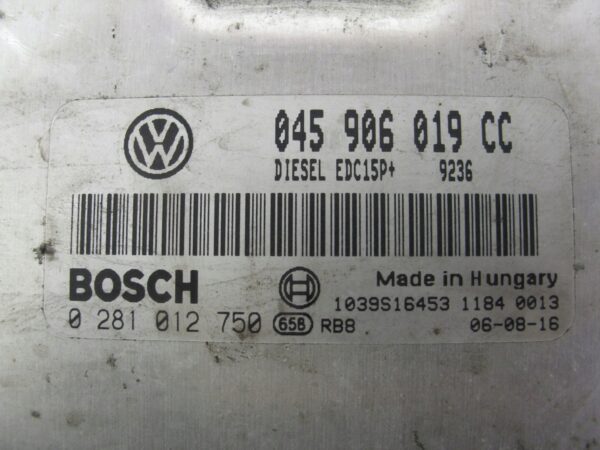 045 906 019 CC
DIESEL EDC15P+ 9236
BOSCH
Made in Hungary
1039S16453 1184 0013
0 281 012 750 658 RB8 06-08-16